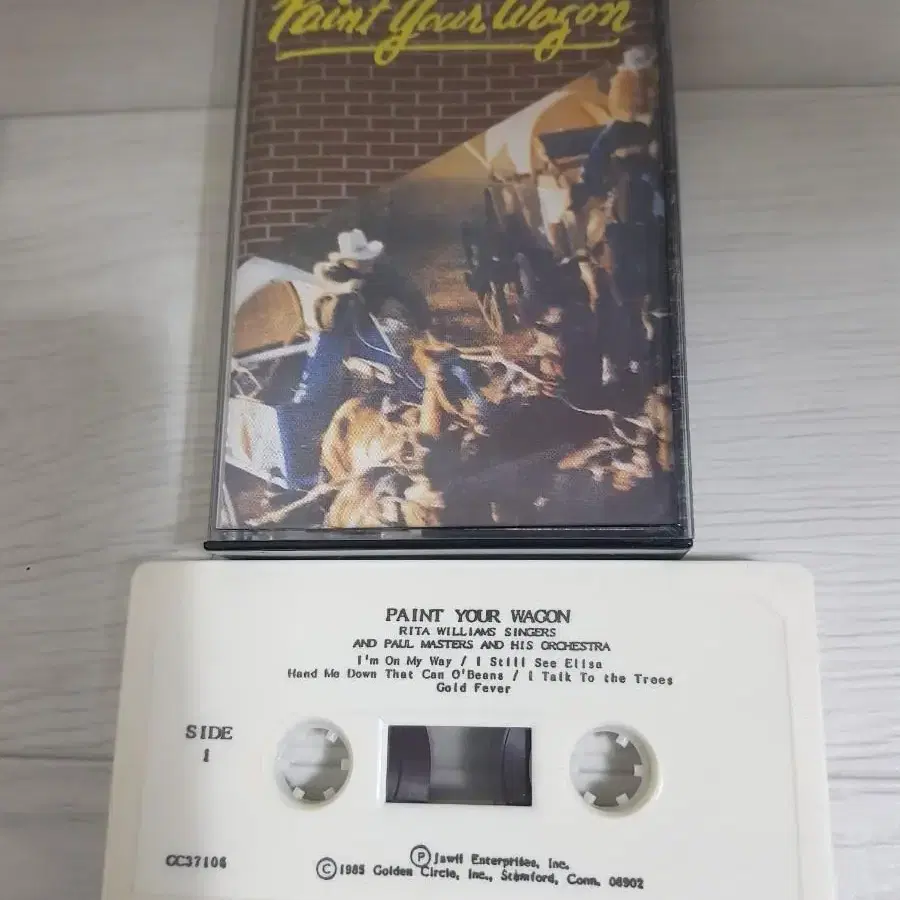 Paint Your Wagon
PAINT YOUR WAGON
RITA WILLIAMS SINGERS
AND PAUL MASTERS AND HIS ORCHESTRA
I'm On My Way / I Still See Elisa
Hand Me Down That Can O'Beans / I Talk To the Trees
Gold Fever
SIDE
1
GC37106
Ⓟ Jawil Enterprises, Inc.
© 1985 Golden Circle, Inc., Stamford, Conn. 06902